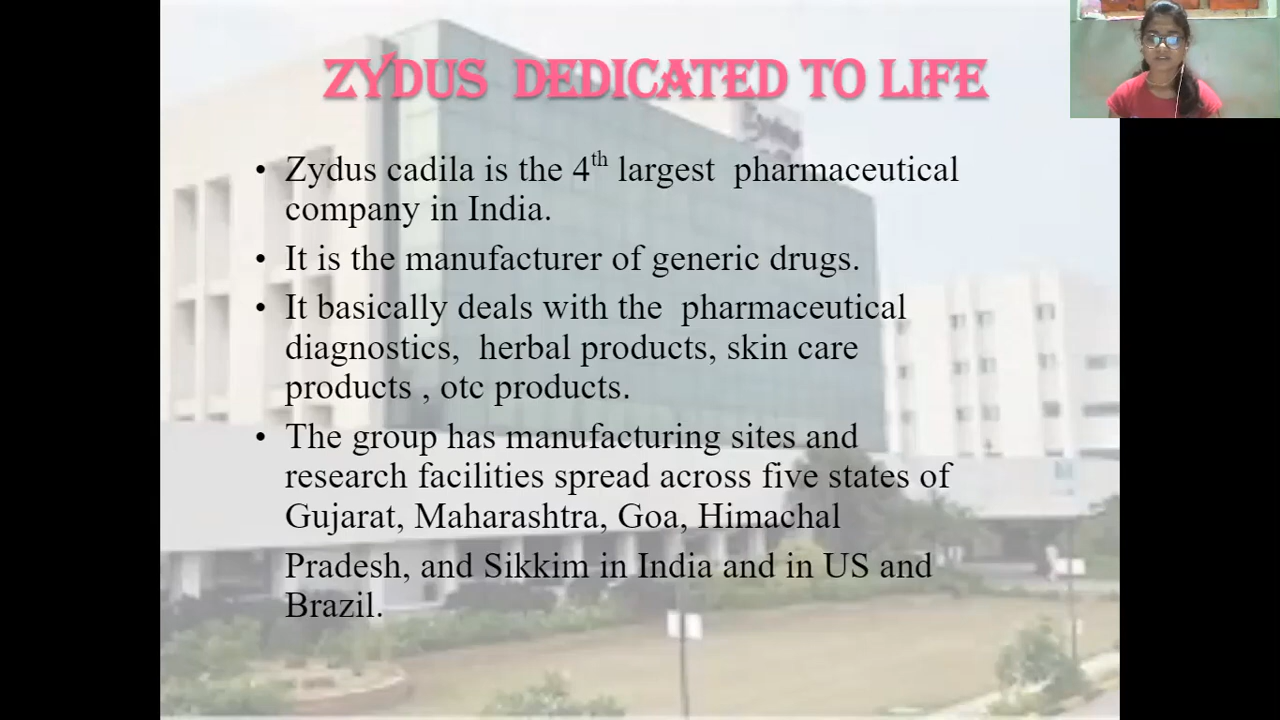 ZYDUS DEDICATED TO LIFE
• Zydus cadila is the 4th largest pharmaceutical
company in India.
• It is the manufacturer of generic drugs.
• It basically deals with the pharmaceutical
diagnostics, herbal products, skin care
products , otc products.
• The group has manufacturing sites and
research facilities spread across five states of
Gujarat, Maharashtra, Goa, Himachal
Pradesh, and Sikkim in India and in US and
Brazil.